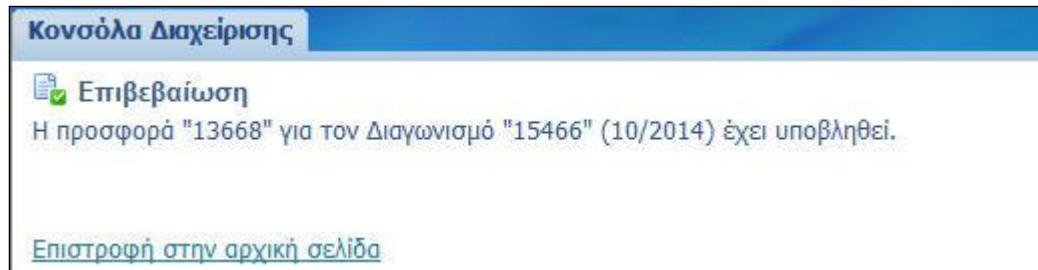 Κονσόλα Διαχείρισης
Επιβεβαίωση
Η προσφορά "13668" για τον Διαγωνισμό "15466" (10/2014) έχει υποβληθεί.
Επιστροφή στην αρχική σελίδα